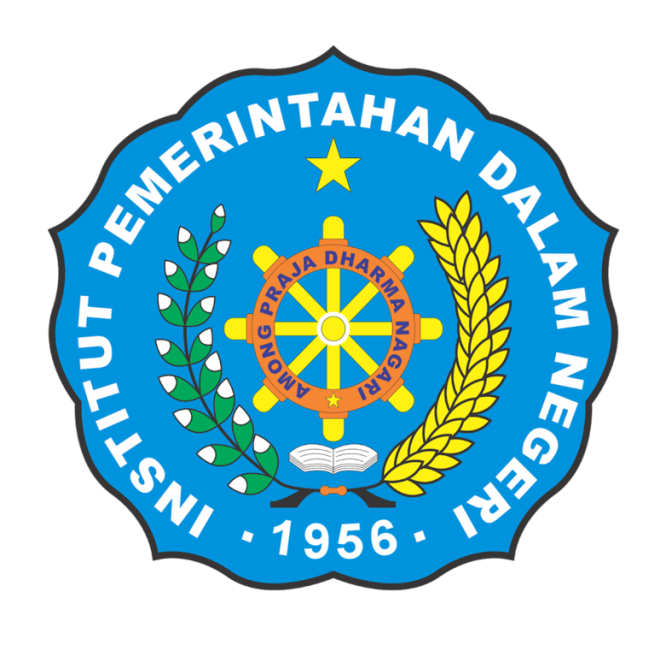 INSTITUT PEMERINTAHAN DALAM NEGERI
AMONG PRAJA DHARMA NAGARI
· 1956 ·